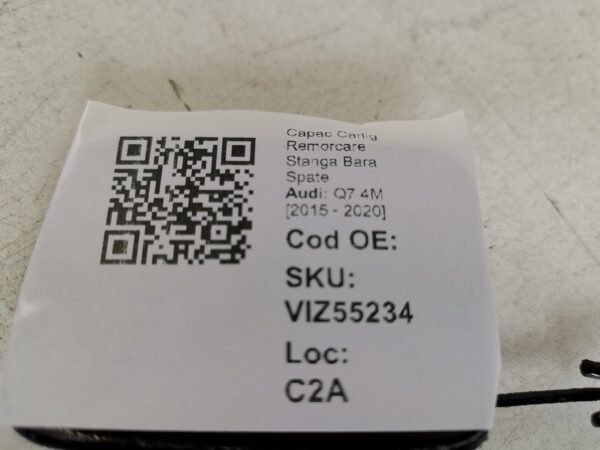 Capac Carlig
Remorcare
Stanga Bara
Spate
Audi: Q7 4M
[2015 - 2020]
Cod OE:
SKU:
VIZ55234
Loc:
C2A